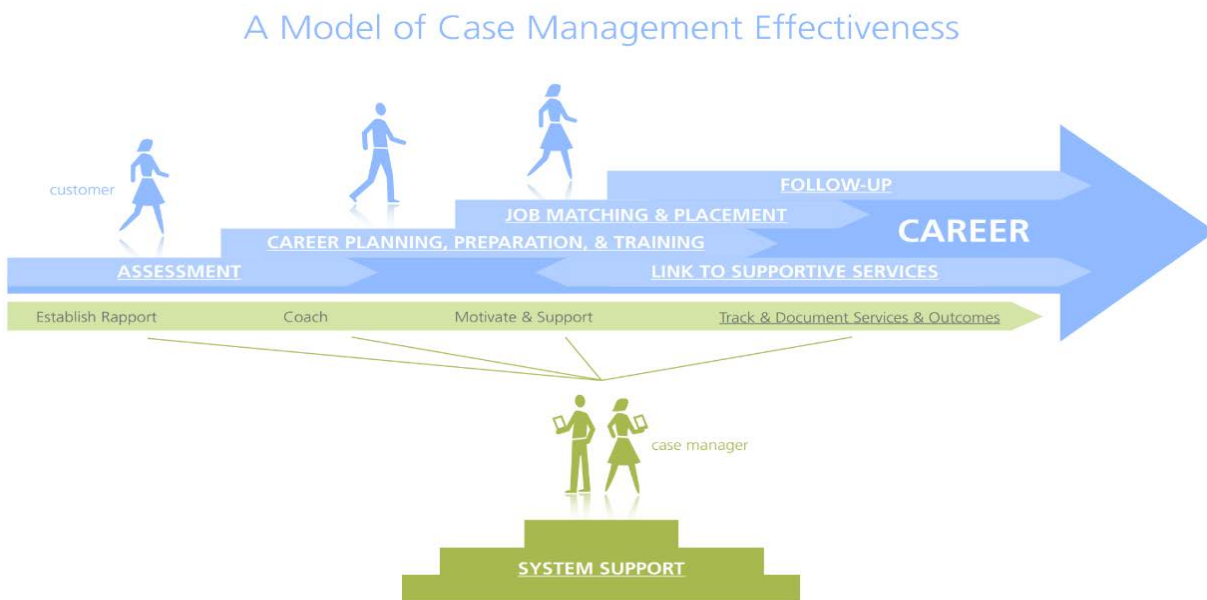 A Model of Case Management Effectiveness
customer
FOLLOW-UP
JOB MATCHING & PLACEMENT
CAREER
CAREER PLANNING, PREPARATION, & TRAINING
ASSESSMENT
LINK TO SUPPORTIVE SERVICES
Establish Rapport
Coach
Motivate & Support
Track & Document Services & Outcomes
case manager
SYSTEM SUPPORT